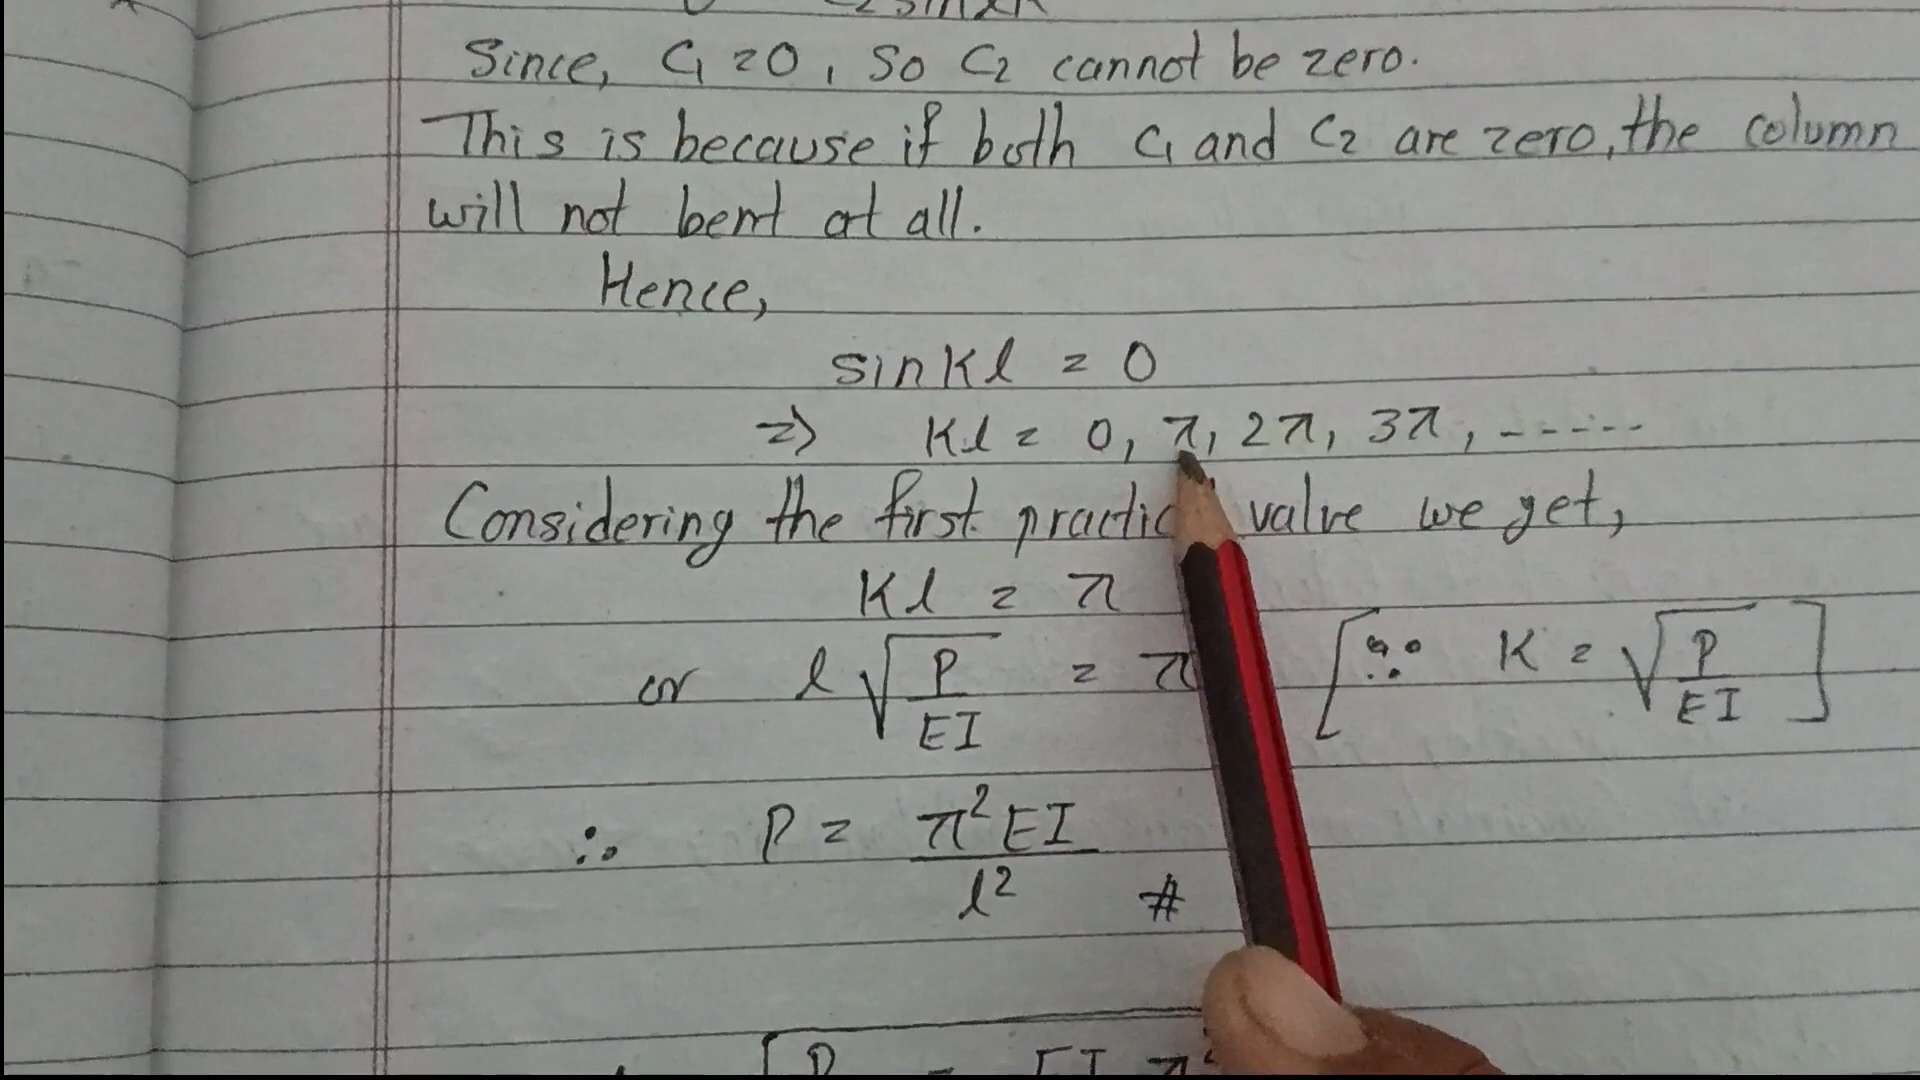 Since, C1 = 0, so C2 cannot be zero.
This is because if both C1 and C2 are zero, the column
will not bent at all.
Hence,
sinKl = 0
⇒ Kl = 0, π, 2π, 3π, -----
Considering the first practic value we get,
Kl = π
or l√(P/EI) = π [∵ K = √(P/EI)]
∴ P = π²EI/l² #